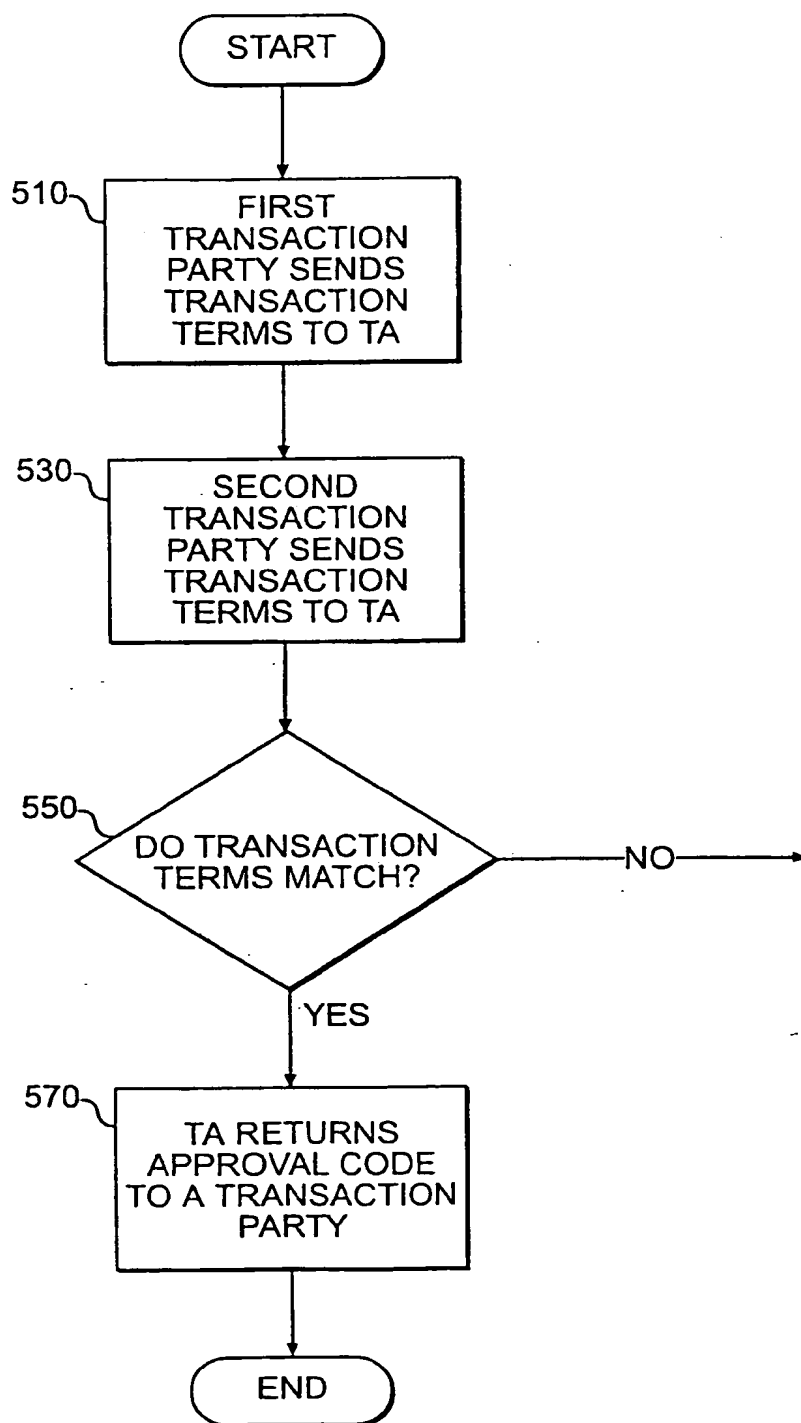 START
510
FIRST
TRANSACTION
PARTY SENDS
TRANSACTION
TERMS TO TA
530
SECOND
TRANSACTION
PARTY SENDS
TRANSACTION
TERMS TO TA
550
DO TRANSACTION
TERMS MATCH?
NO
YES
570
TA RETURNS
APPROVAL CODE
TO A TRANSACTION
PARTY
END